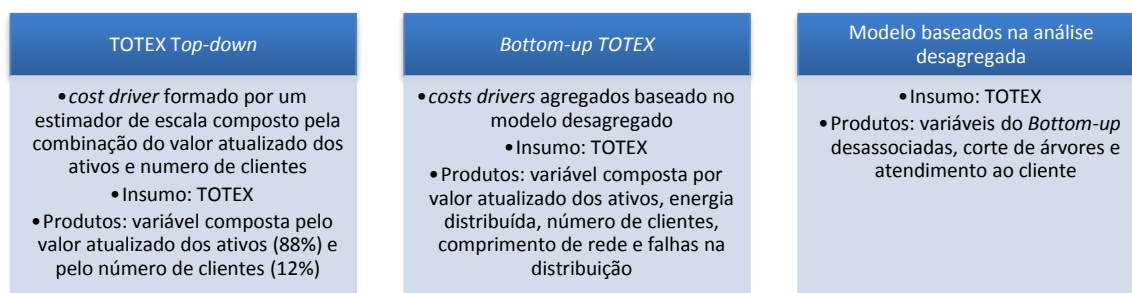 TOTEX Top-down
•cost driver formado por um
estimador de escala composto pela
combinação do valor atualizado dos
ativos e numero de clientes
•Insumo: TOTEX
•Produtos: variável composta pelo
valor atualizado dos ativos (88%) e
pelo número de clientes (12%)
Bottom-up TOTEX
•costs drivers agregados baseado no
modelo desagregado
•Insumo: TOTEX
•Produtos: variável composta por
valor atualizado dos ativos, energia
distribuída, número de clientes,
comprimento de rede e falhas na
distribuição
Modelo baseados na análise
desagregada
•Insumo: TOTEX
•Produtos: variáveis do Bottom-up
desassociadas, corte de árvores e
atendimento ao cliente